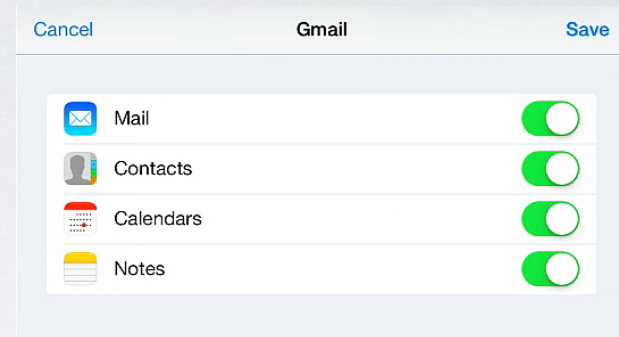 Cancel Gmail Save
Mail
Contacts
Calendars
Notes